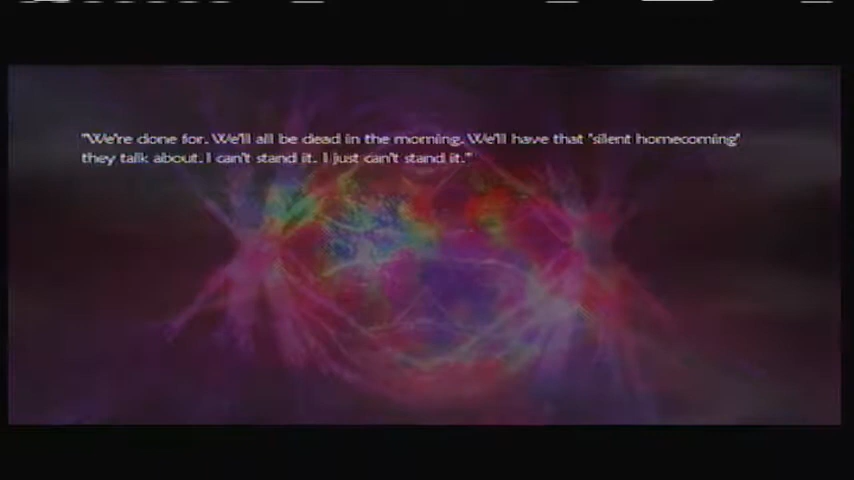 "We're done for. We'll all be dead in the morning. We'll have that 'silent homecoming'
they talk about. I can't stand it. I just can't stand it."